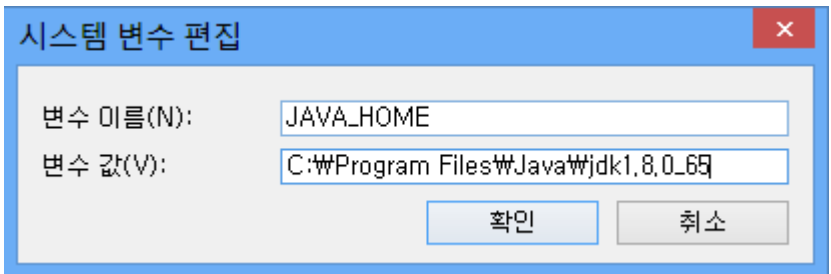 시스템 변수 편집
변수 이름(N): JAVA_HOME
변수 값(V): C:₩Program Files₩Java₩jdk1.8.0_65
확인 취소